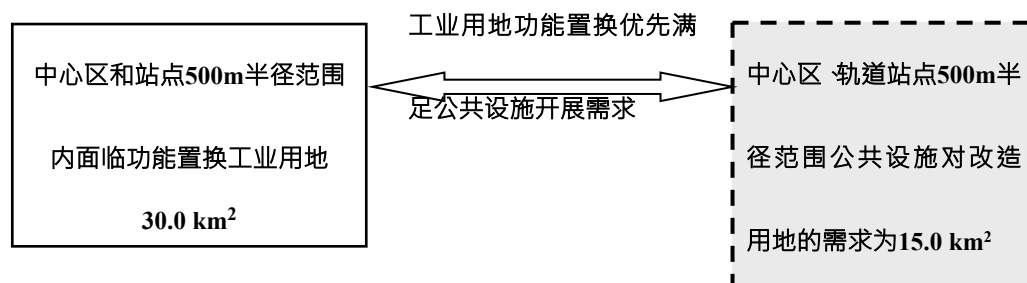 工业用地功能置换优先满
足公共设施开展需求
中心区和站点500m半径范围
内面临功能置换工业用地
30.0 km²
中心区、轨道站点500m半
径范围公共设施对改造
用地的需求为15.0 km²